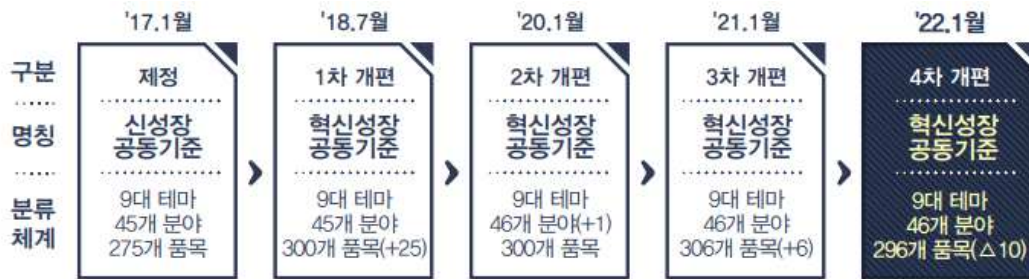 '17.1월 '18.7월 '20.1월 '21.1월 '22.1월
구분 제정 1차 개편 2차 개편 3차 개편 4차 개편
명칭 신성장 공동기준 혁신성장 공동기준 혁신성장 공동기준 혁신성장 공동기준 혁신성장 공동기준
분류 체계
9대 테마 9대 테마 9대 테마 9대 테마 9대 테마
45개 분야 45개 분야 46개 분야(+1) 46개 분야 46개 분야
275개 품목 300개 품목(+25) 300개 품목 306개 품목(+6) 296개 품목(△10)